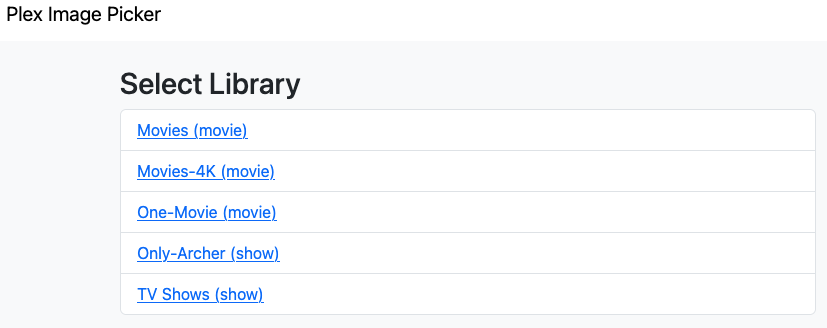 Plex Image Picker
Select Library
Movies (movie)
Movies-4K (movie)
One-Movie (movie)
Only-Archer (show)
TV Shows (show)